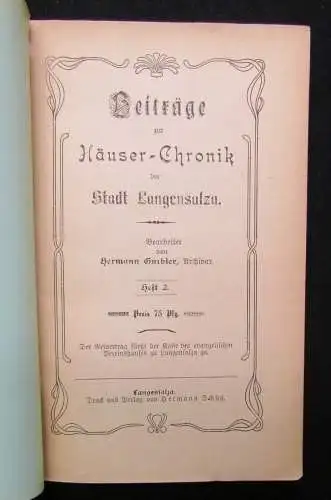 Beiträge
zur
Häuser-Chronik
der
Stadt Langensalza.
Bearbeitet
von
Hermann Gutbier, Archivar.
Heft 2.
Preis 75 Pfg.
Der Reinertrag fließt der Kasse des evangelischen
Vereinshauses zu Langensalza zu.
Langensalza.
Druck und Verlag von Hermann Schütz.